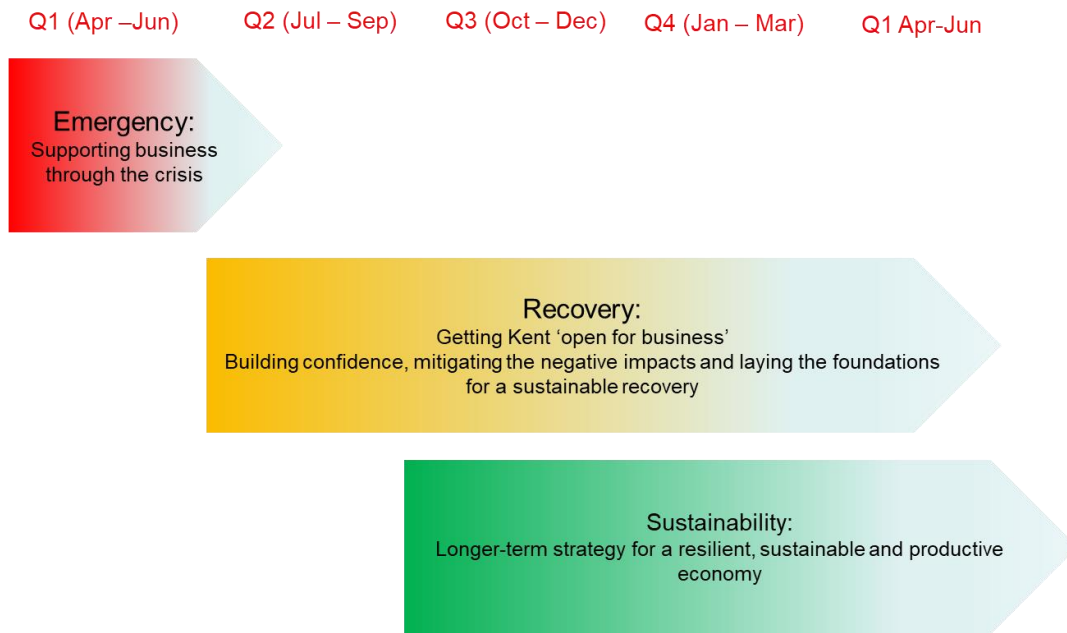 Q1 (Apr –Jun)
Q2 (Jul – Sep)
Q3 (Oct – Dec)
Q4 (Jan – Mar)
Q1 Apr-Jun
Emergency:
Supporting business
through the crisis
Recovery:
Getting Kent ‘open for business’
Building confidence, mitigating the negative impacts and laying the foundations
for a sustainable recovery
Sustainability:
Longer-term strategy for a resilient, sustainable and productive
economy